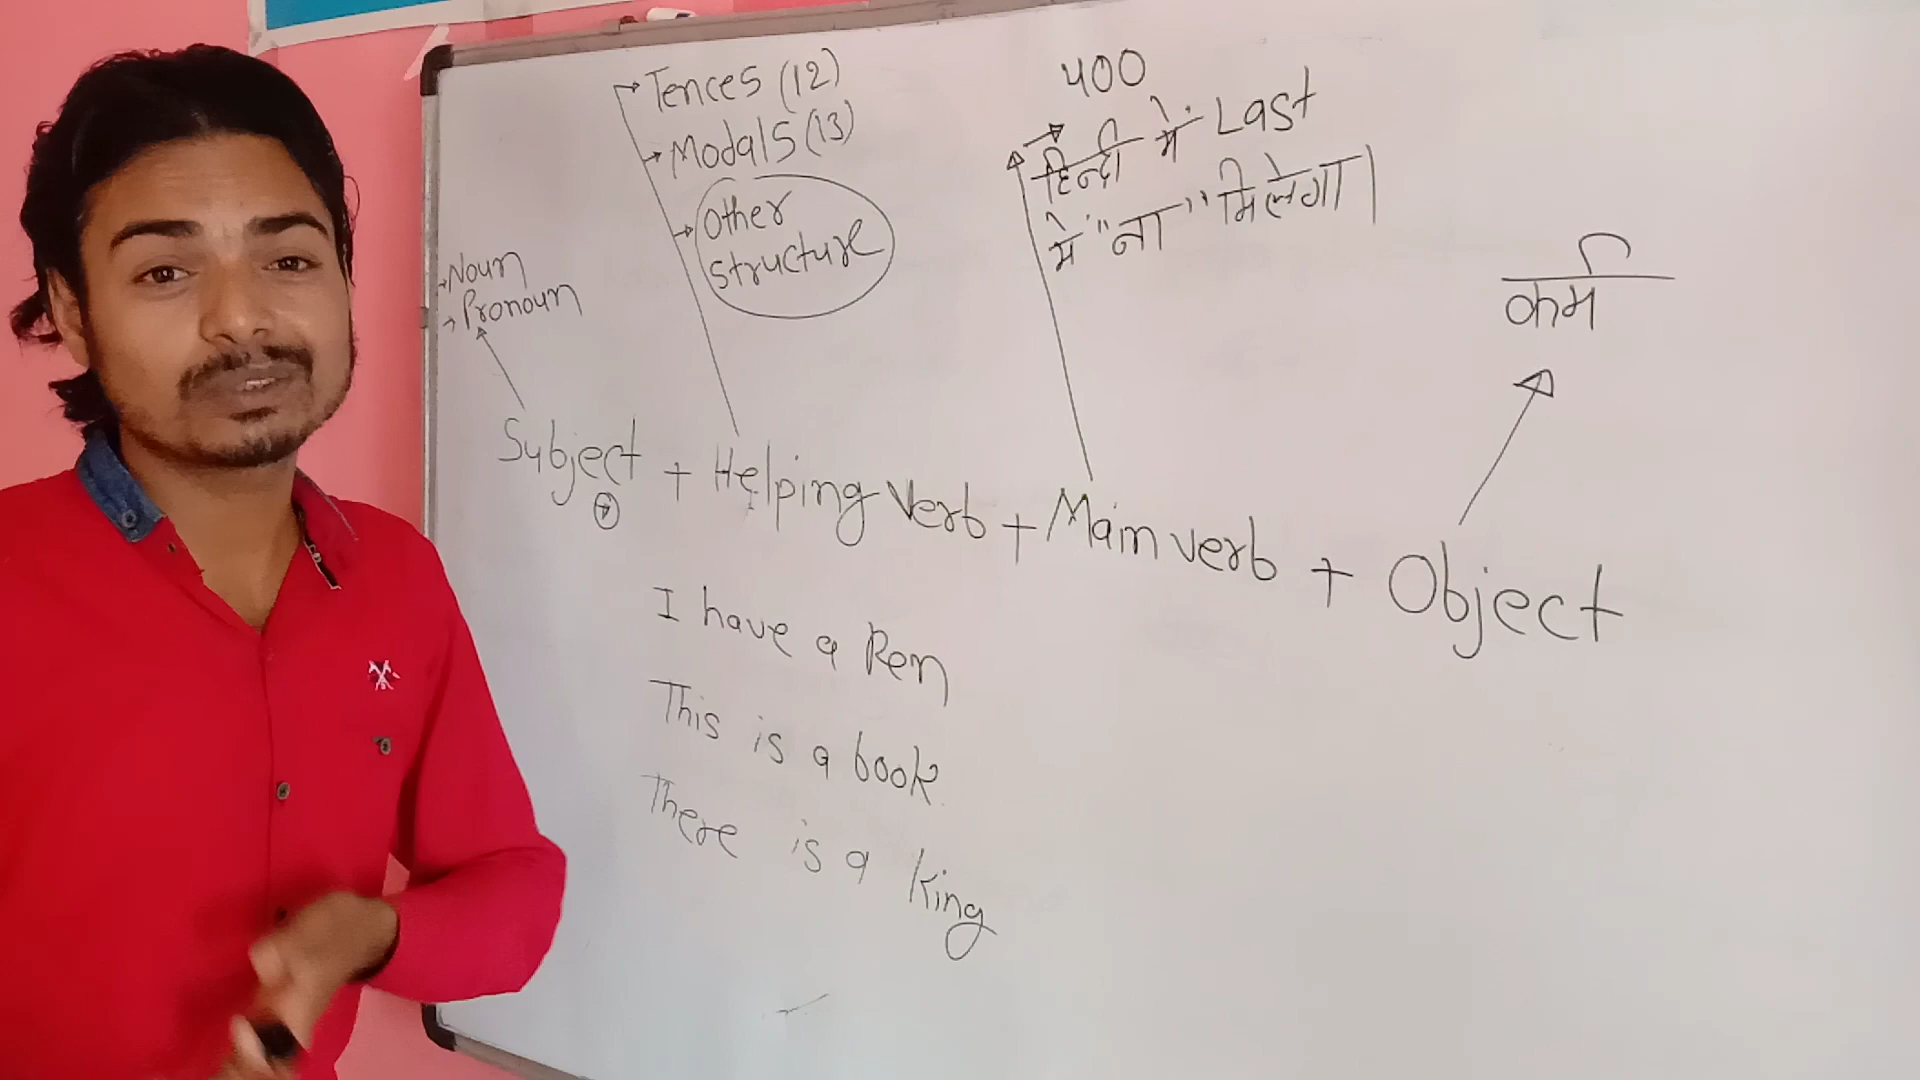 Tences (12)
Modals (13)
Other
structure
400
हिन्दी में Last
में "ना" मिलेगा।
Noun
Pronoun
कर्म
Subject + Helping Verb + Main verb + Object
I have a Pen
This is a book
There is a King